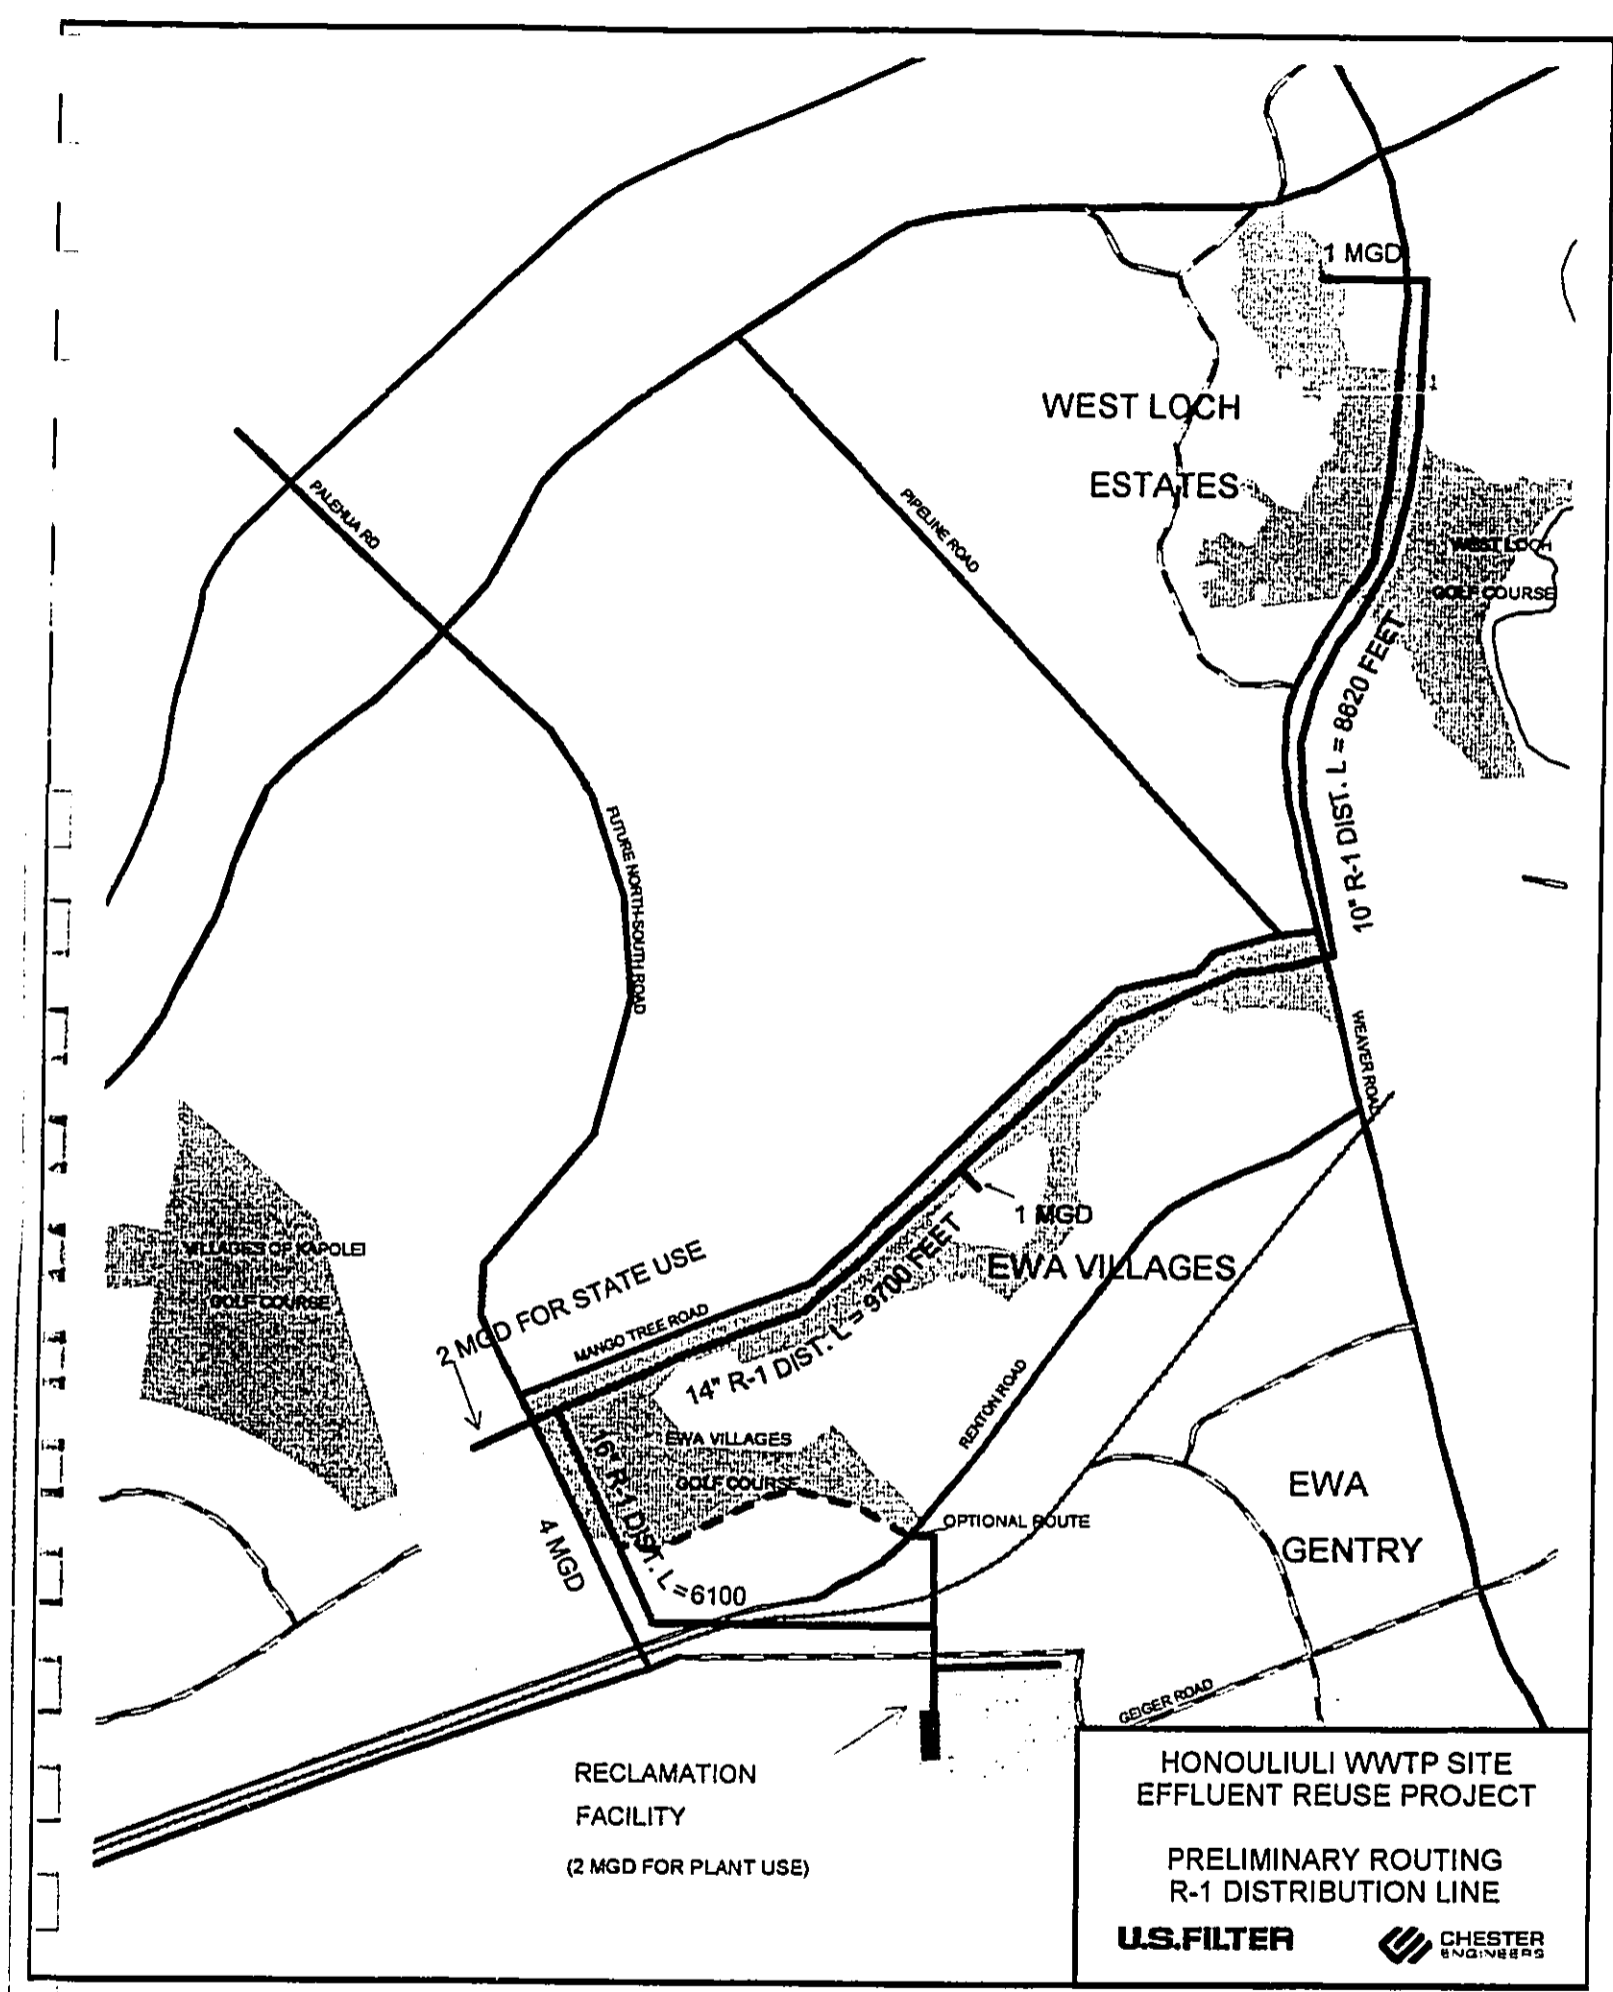 1 MGD
WEST LOCH
ESTATES
PALEHUA RD
PIPELINE ROAD
WEST LOCH
GOLF COURSE
10" R-1 DIST. L = 8620 FEET
FUTURE NORTH-SOUTH ROAD
WEAVER ROAD
1 MGD
EWA VILLAGES
VILLAGES OF KAPOLEI
GOLF COURSE
2 MGD FOR STATE USE
MANGO TREE ROAD
14" R-1 DIST. L = 9700 FEET
RENTON ROAD
EWA VILLAGES
GOLF COURSE
16" R-1 DIST. L =6100
4 MGD
OPTIONAL ROUTE
EWA
GENTRY
GEIGER ROAD
RECLAMATION
FACILITY
(2 MGD FOR PLANT USE)
HONOULIULI WWTP SITE
EFFLUENT REUSE PROJECT
PRELIMINARY ROUTING
R-1 DISTRIBUTION LINE
U.S.FILTER
CHESTER
ENGINEERS